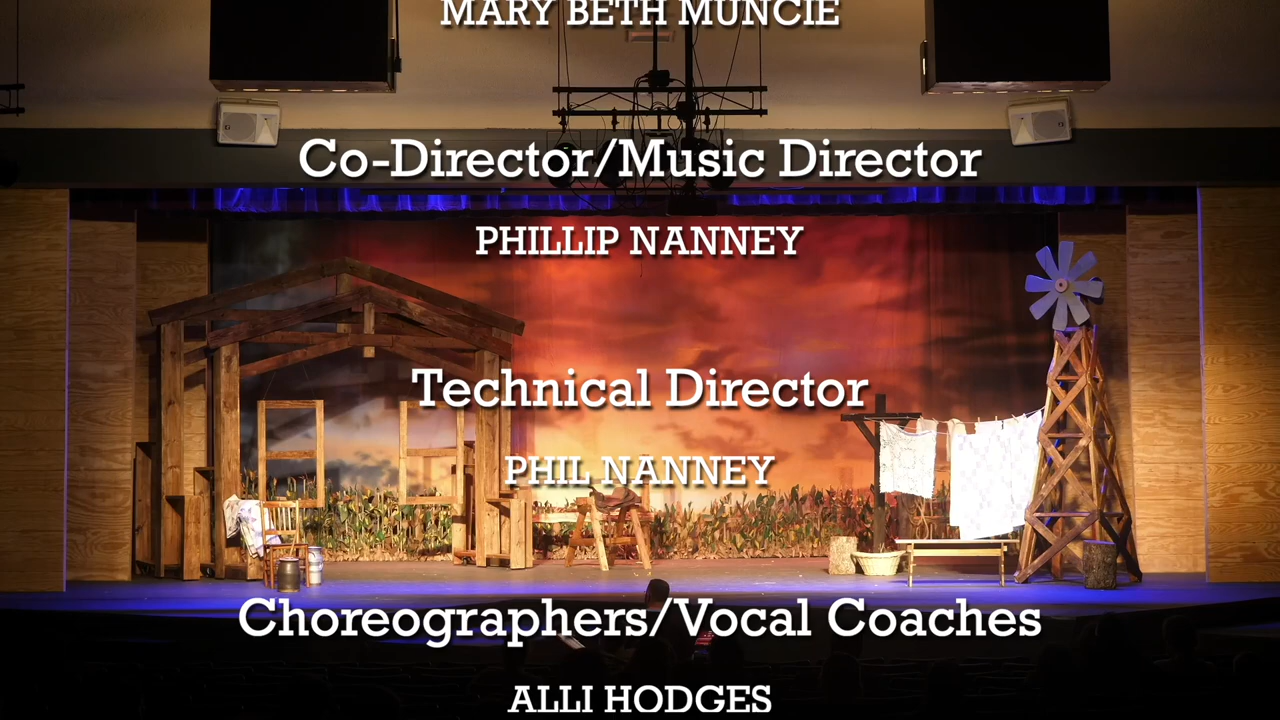 MARY BETH MUNCIE
Co-Director/Music Director
PHILLIP NANNEY
Technical Director
PHIL NANNEY
Choreographers/Vocal Coaches
ALLI HODGES